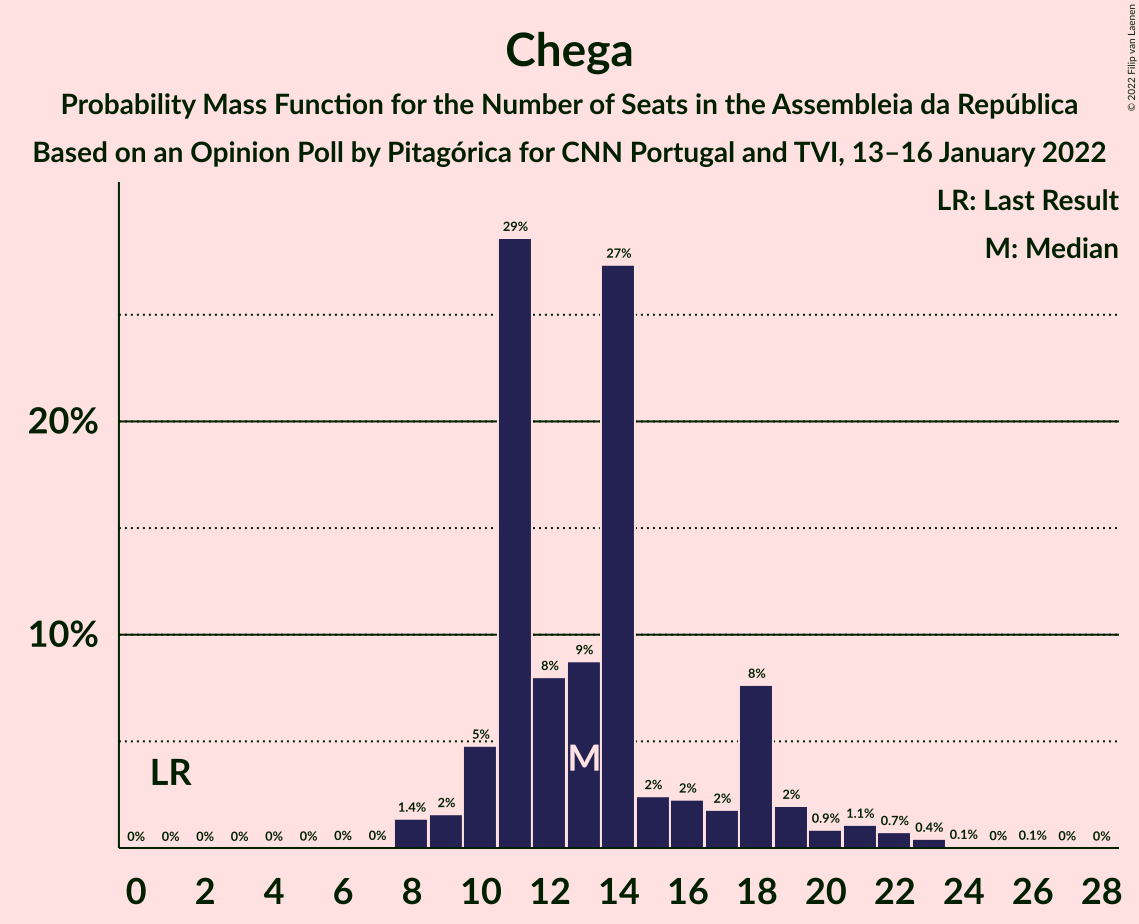 Chega
Probability Mass Function for the Number of Seats in the Assembleia da República
Based on an Opinion Poll by Pitagórica for CNN Portugal and TVI, 13–16 January 2022
© 2022 Filip van Laenen
LR: Last Result
M: Median
20%
10%
0% 0% 0% 0% 0% 0% 0% 0% 1.4% 2% 5% 29% 8% 9% 27% 2% 2% 2% 8% 2% 0.9% 1.1% 0.7% 0.4% 0.1% 0% 0.1% 0% 0%
LR
M
0 2 4 6 8 10 12 14 16 18 20 22 24 26 28